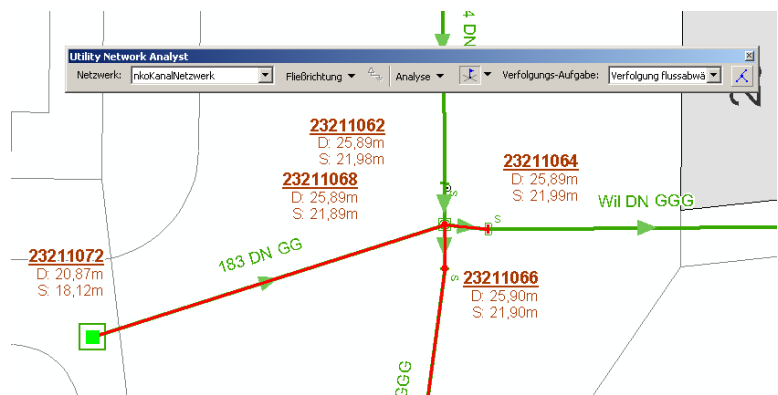 4 DN
Utility Network Analyst
Netzwerk: nkoKanalNetzwerk Fließrichtung Analyse Verfolgungs-Aufgabe: Verfolgung flussabwä
2
23211062
D: 25,89m
S: 21,98m
23211068
D: 25,89m
S: 21,89m
23211064
D: 25,89m
S: 21,99m
S
S
Wil DN GGG
183 DN GG
23211072
D: 20,87m
S: 18,12m
S
23211066
D: 25,90m
S: 21,90m
GGG